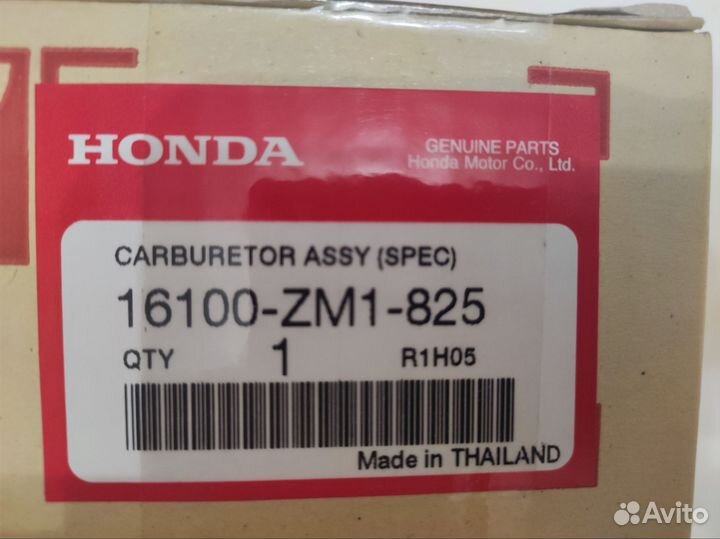 HONDA
GENUINE PARTS
Honda Motor Co., Ltd.
CARBURETOR ASSY (SPEC)
16100-ZM1-825
QTY 1 R1H05
Made in THAILAND
Avito